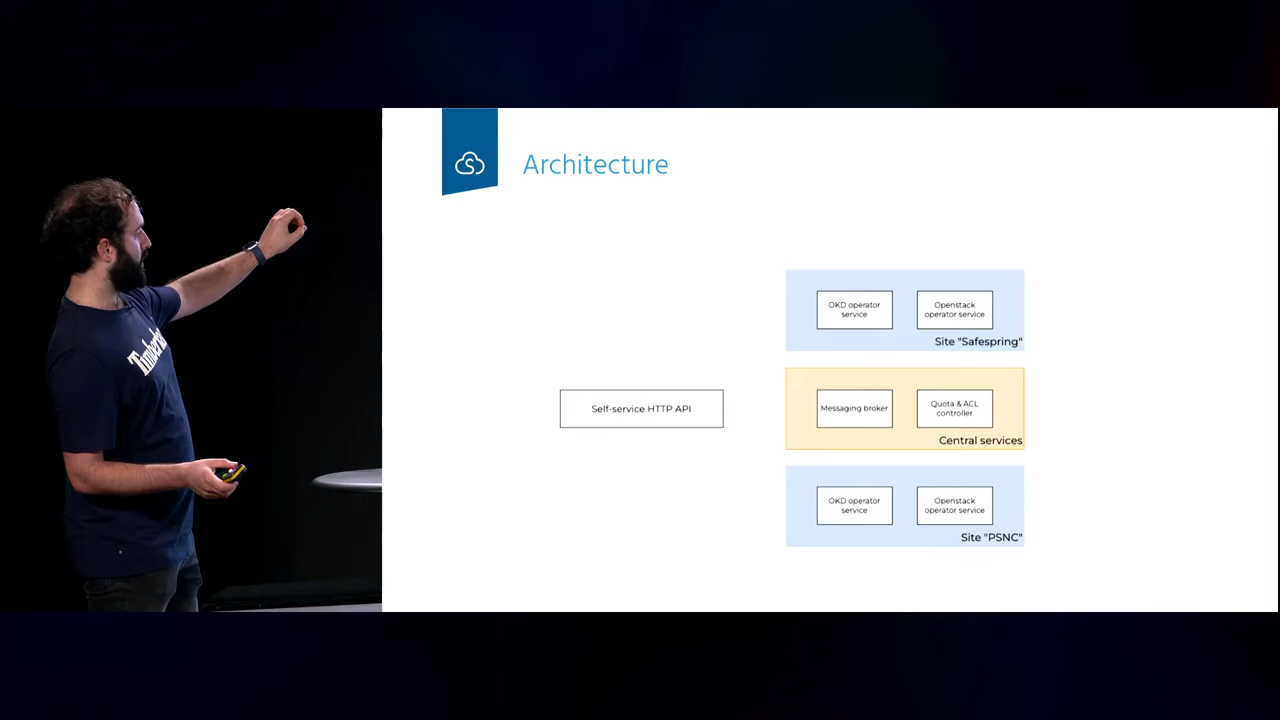 Architecture
OKD operator
service
Openstack
operator service
Site "Safespring"
Self-service HTTP API
Messaging broker
Quota & ACL
controller
Central services
OKD operator
service
Openstack
operator service
Site "PSNC"